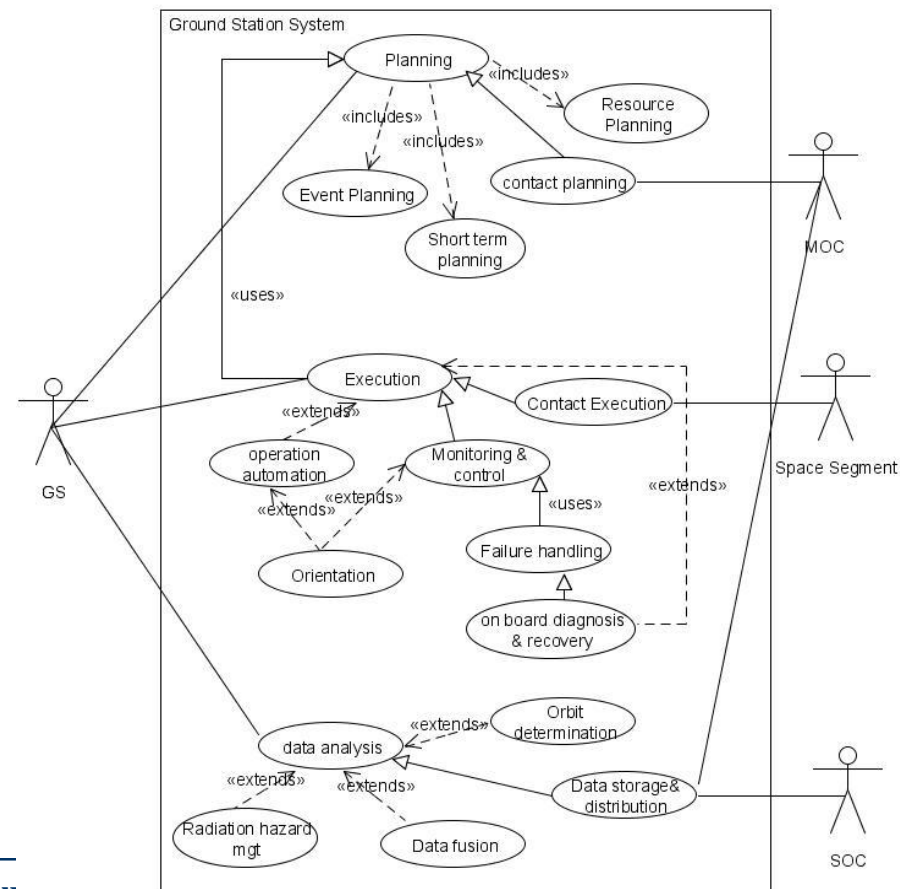 Ground Station System
Planning
«includes»
Resource
Planning
«includes»
«includes»
Event Planning
contact planning
Short term
planning
MOC
«uses»
Execution
«extends»
Contact Execution
operation
automation
Monitoring &
control
Space Segment
GS
«extends»
«extends»
«extends»
«uses»
Failure handling
Orientation
on board diagnosis
& recovery
Orbit
determination
«extends»
data analysis
«extends»
«extends»
Data storage&
distribution
Radiation hazard
mgt
Data fusion
SOC